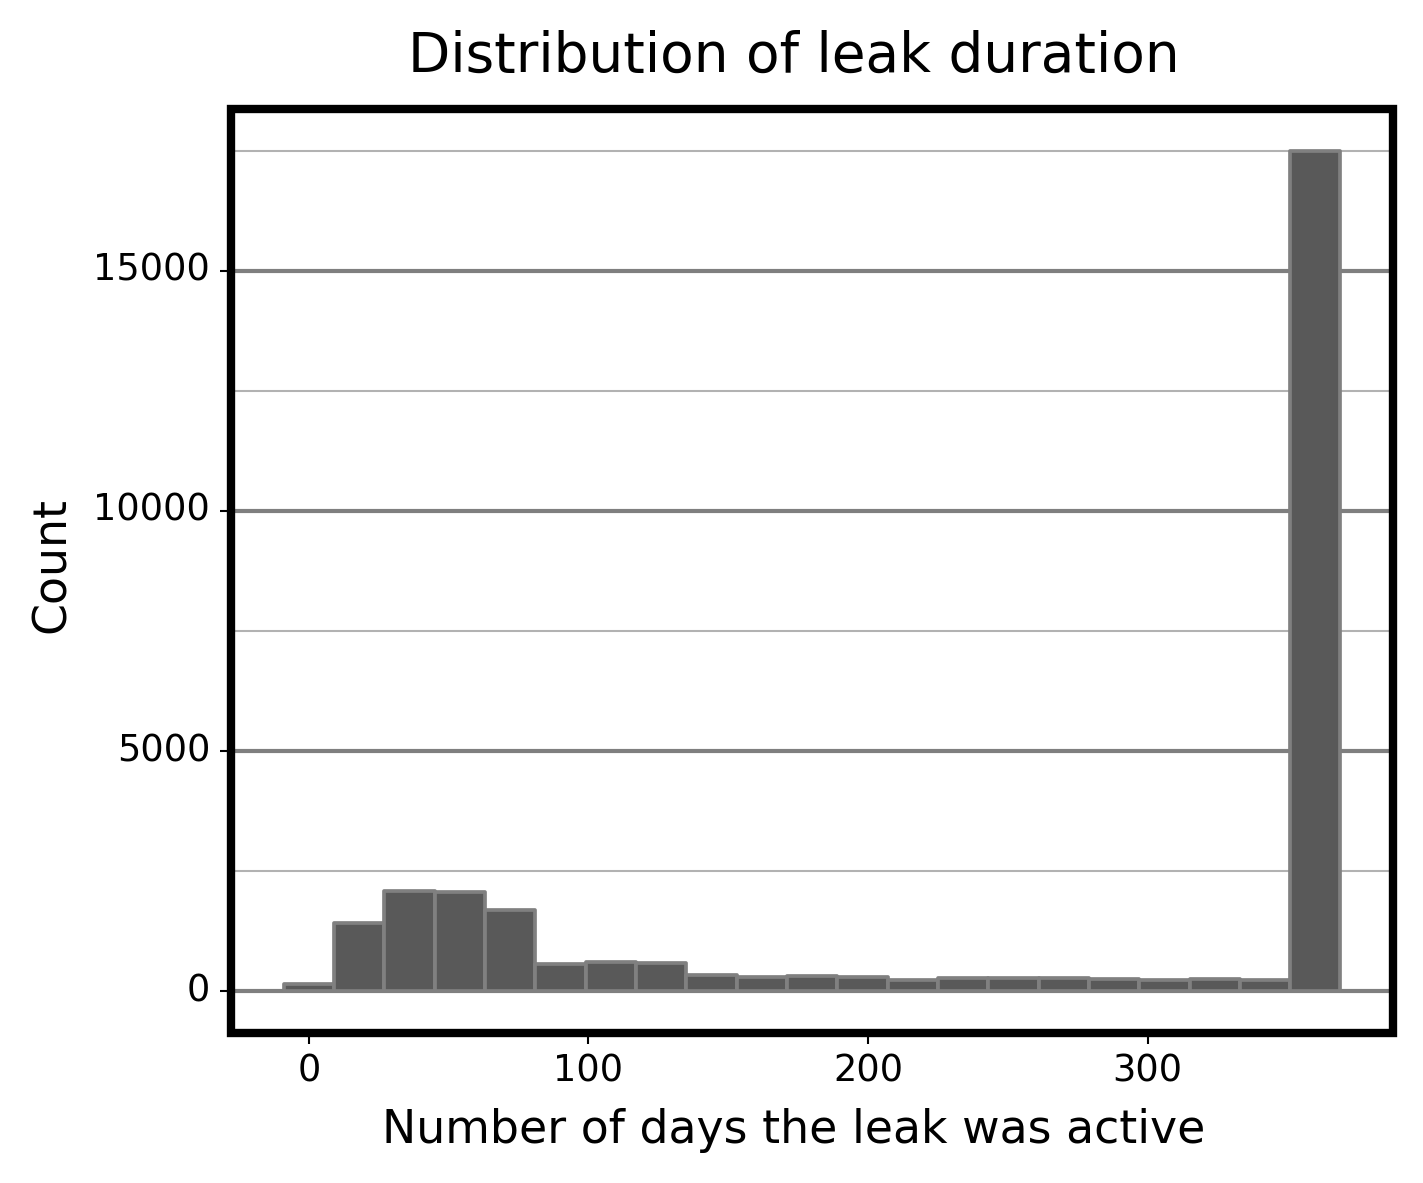 Distribution of leak duration
15000
10000
5000
0
Count
0 100 200 300
Number of days the leak was active